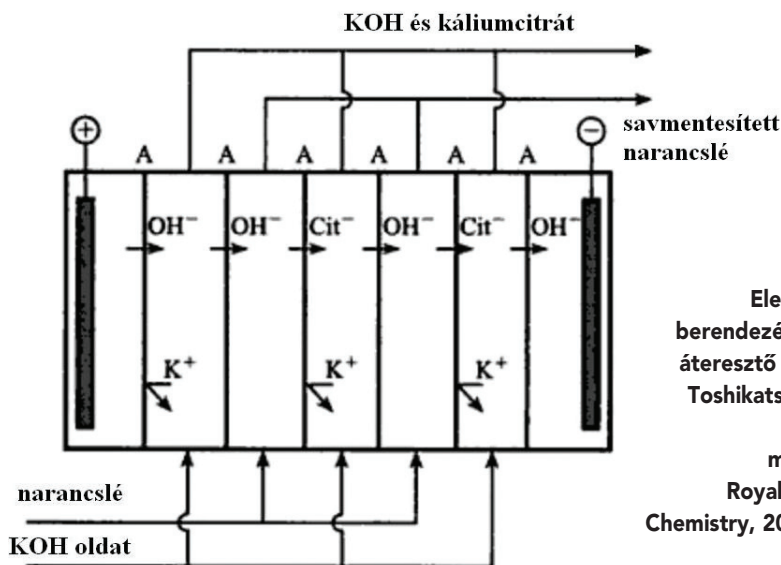 KOH és káliumcitrát
savmentesített
narancslé
+
−
A A A A A A
OH⁻ OH⁻ Cit⁻ OH⁻ Cit⁻ OH⁻
K⁺ K⁺ K⁺
narancslé
KOH oldat
Ele
berendezé
áteresztő
Toshikats
m
Royal
Chemistry, 20